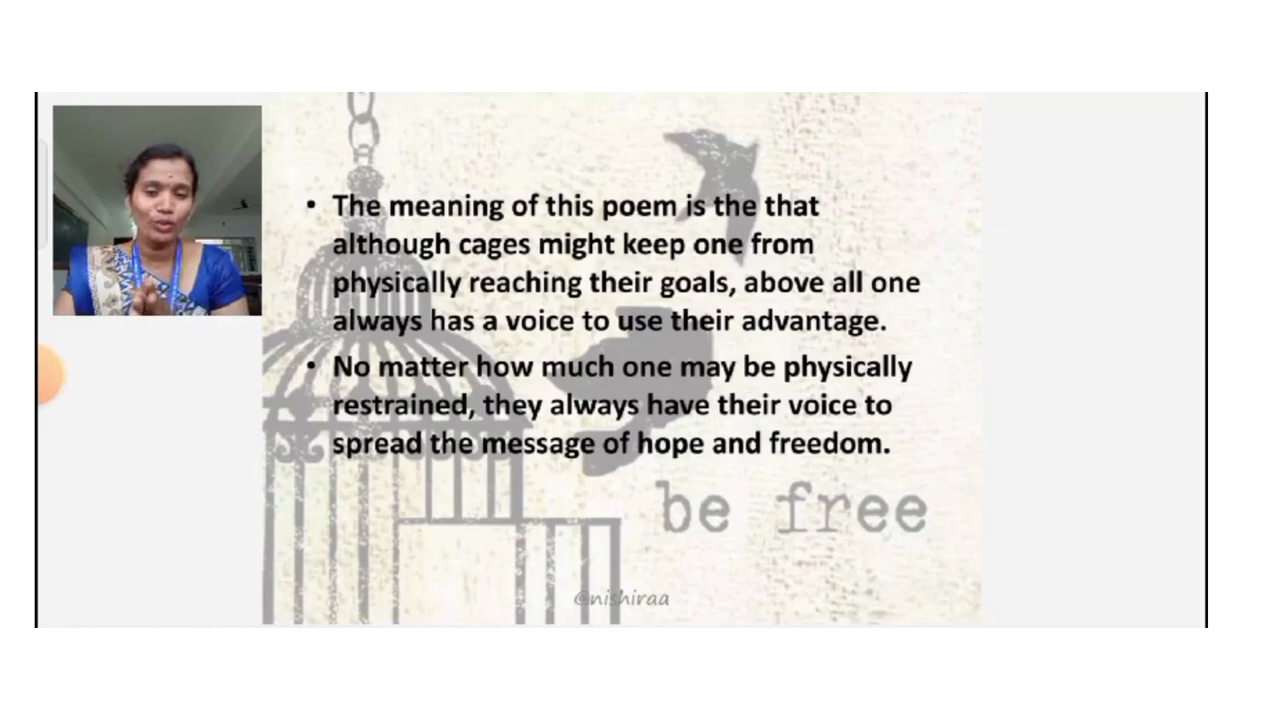 • The meaning of this poem is the that
although cages might keep one from
physically reaching their goals, above all one
always has a voice to use their advantage.
• No matter how much one may be physically
restrained, they always have their voice to
spread the message of hope and freedom.
be free
@nishiraa